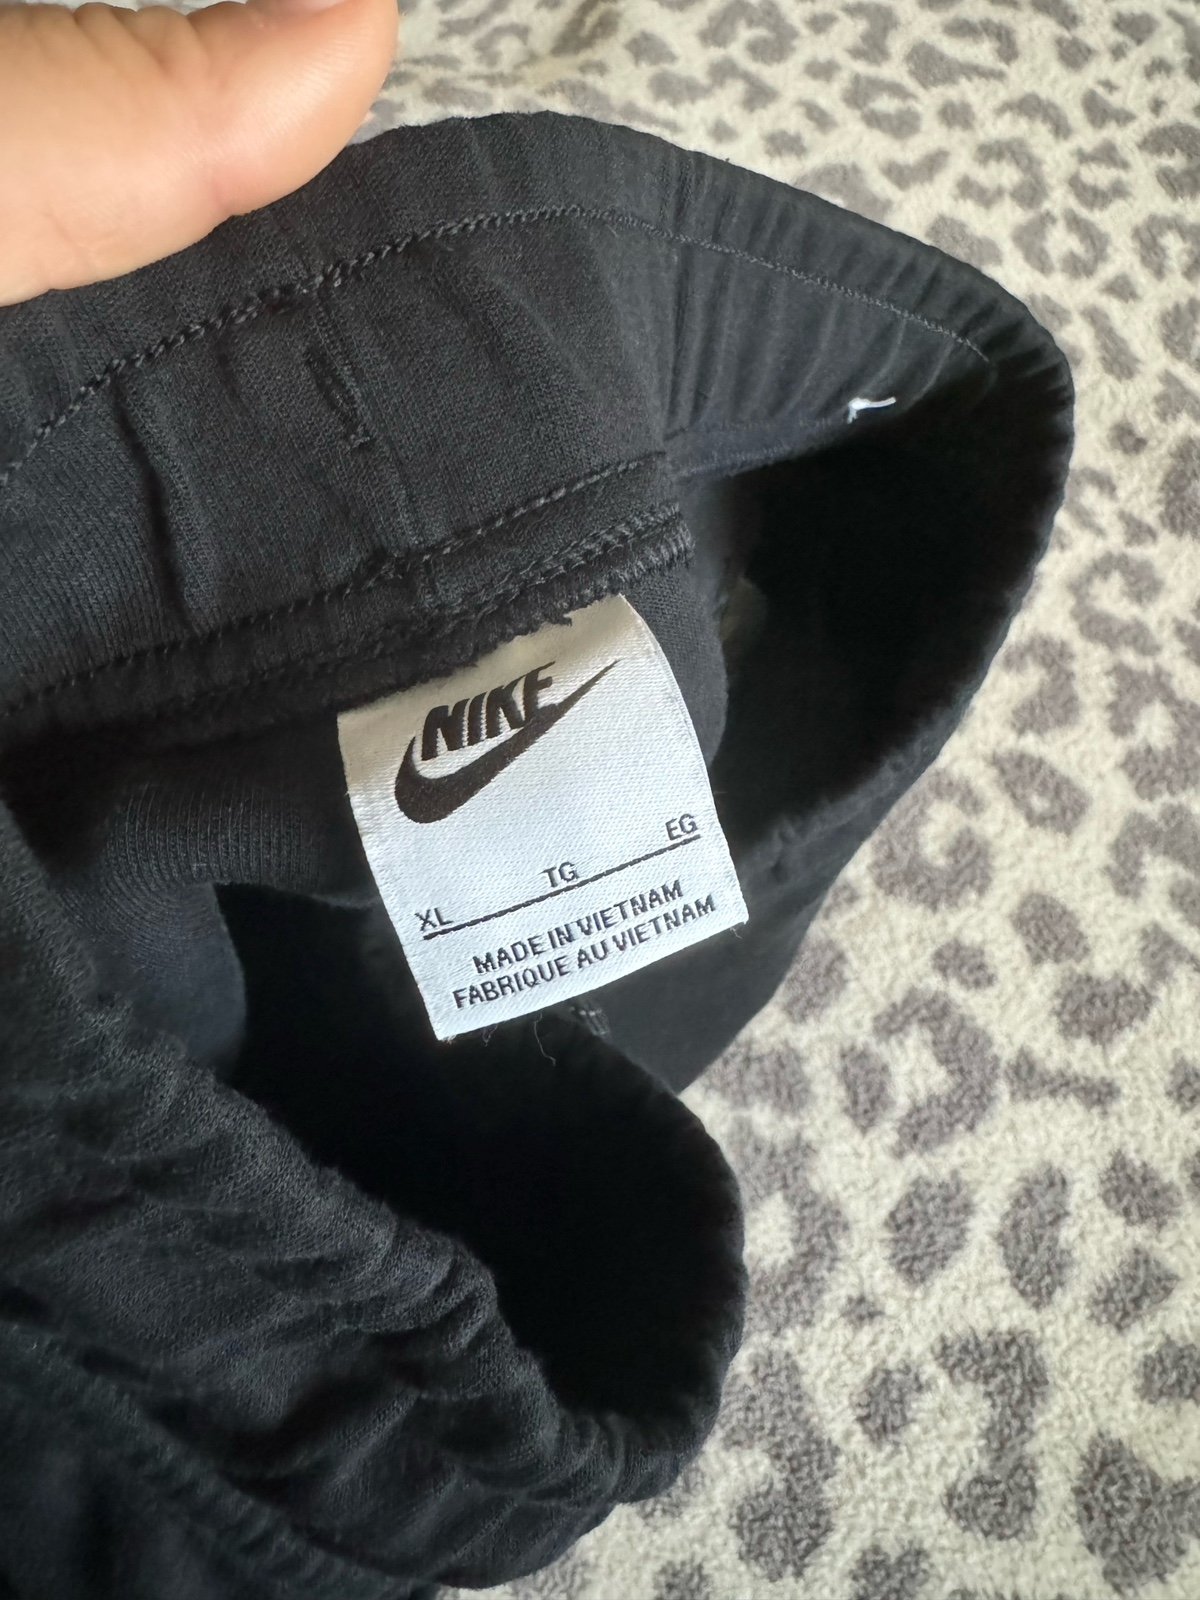 NIKE
XL TG EG
MADE IN VIETNAM
FABRIQUE AU VIETNAM